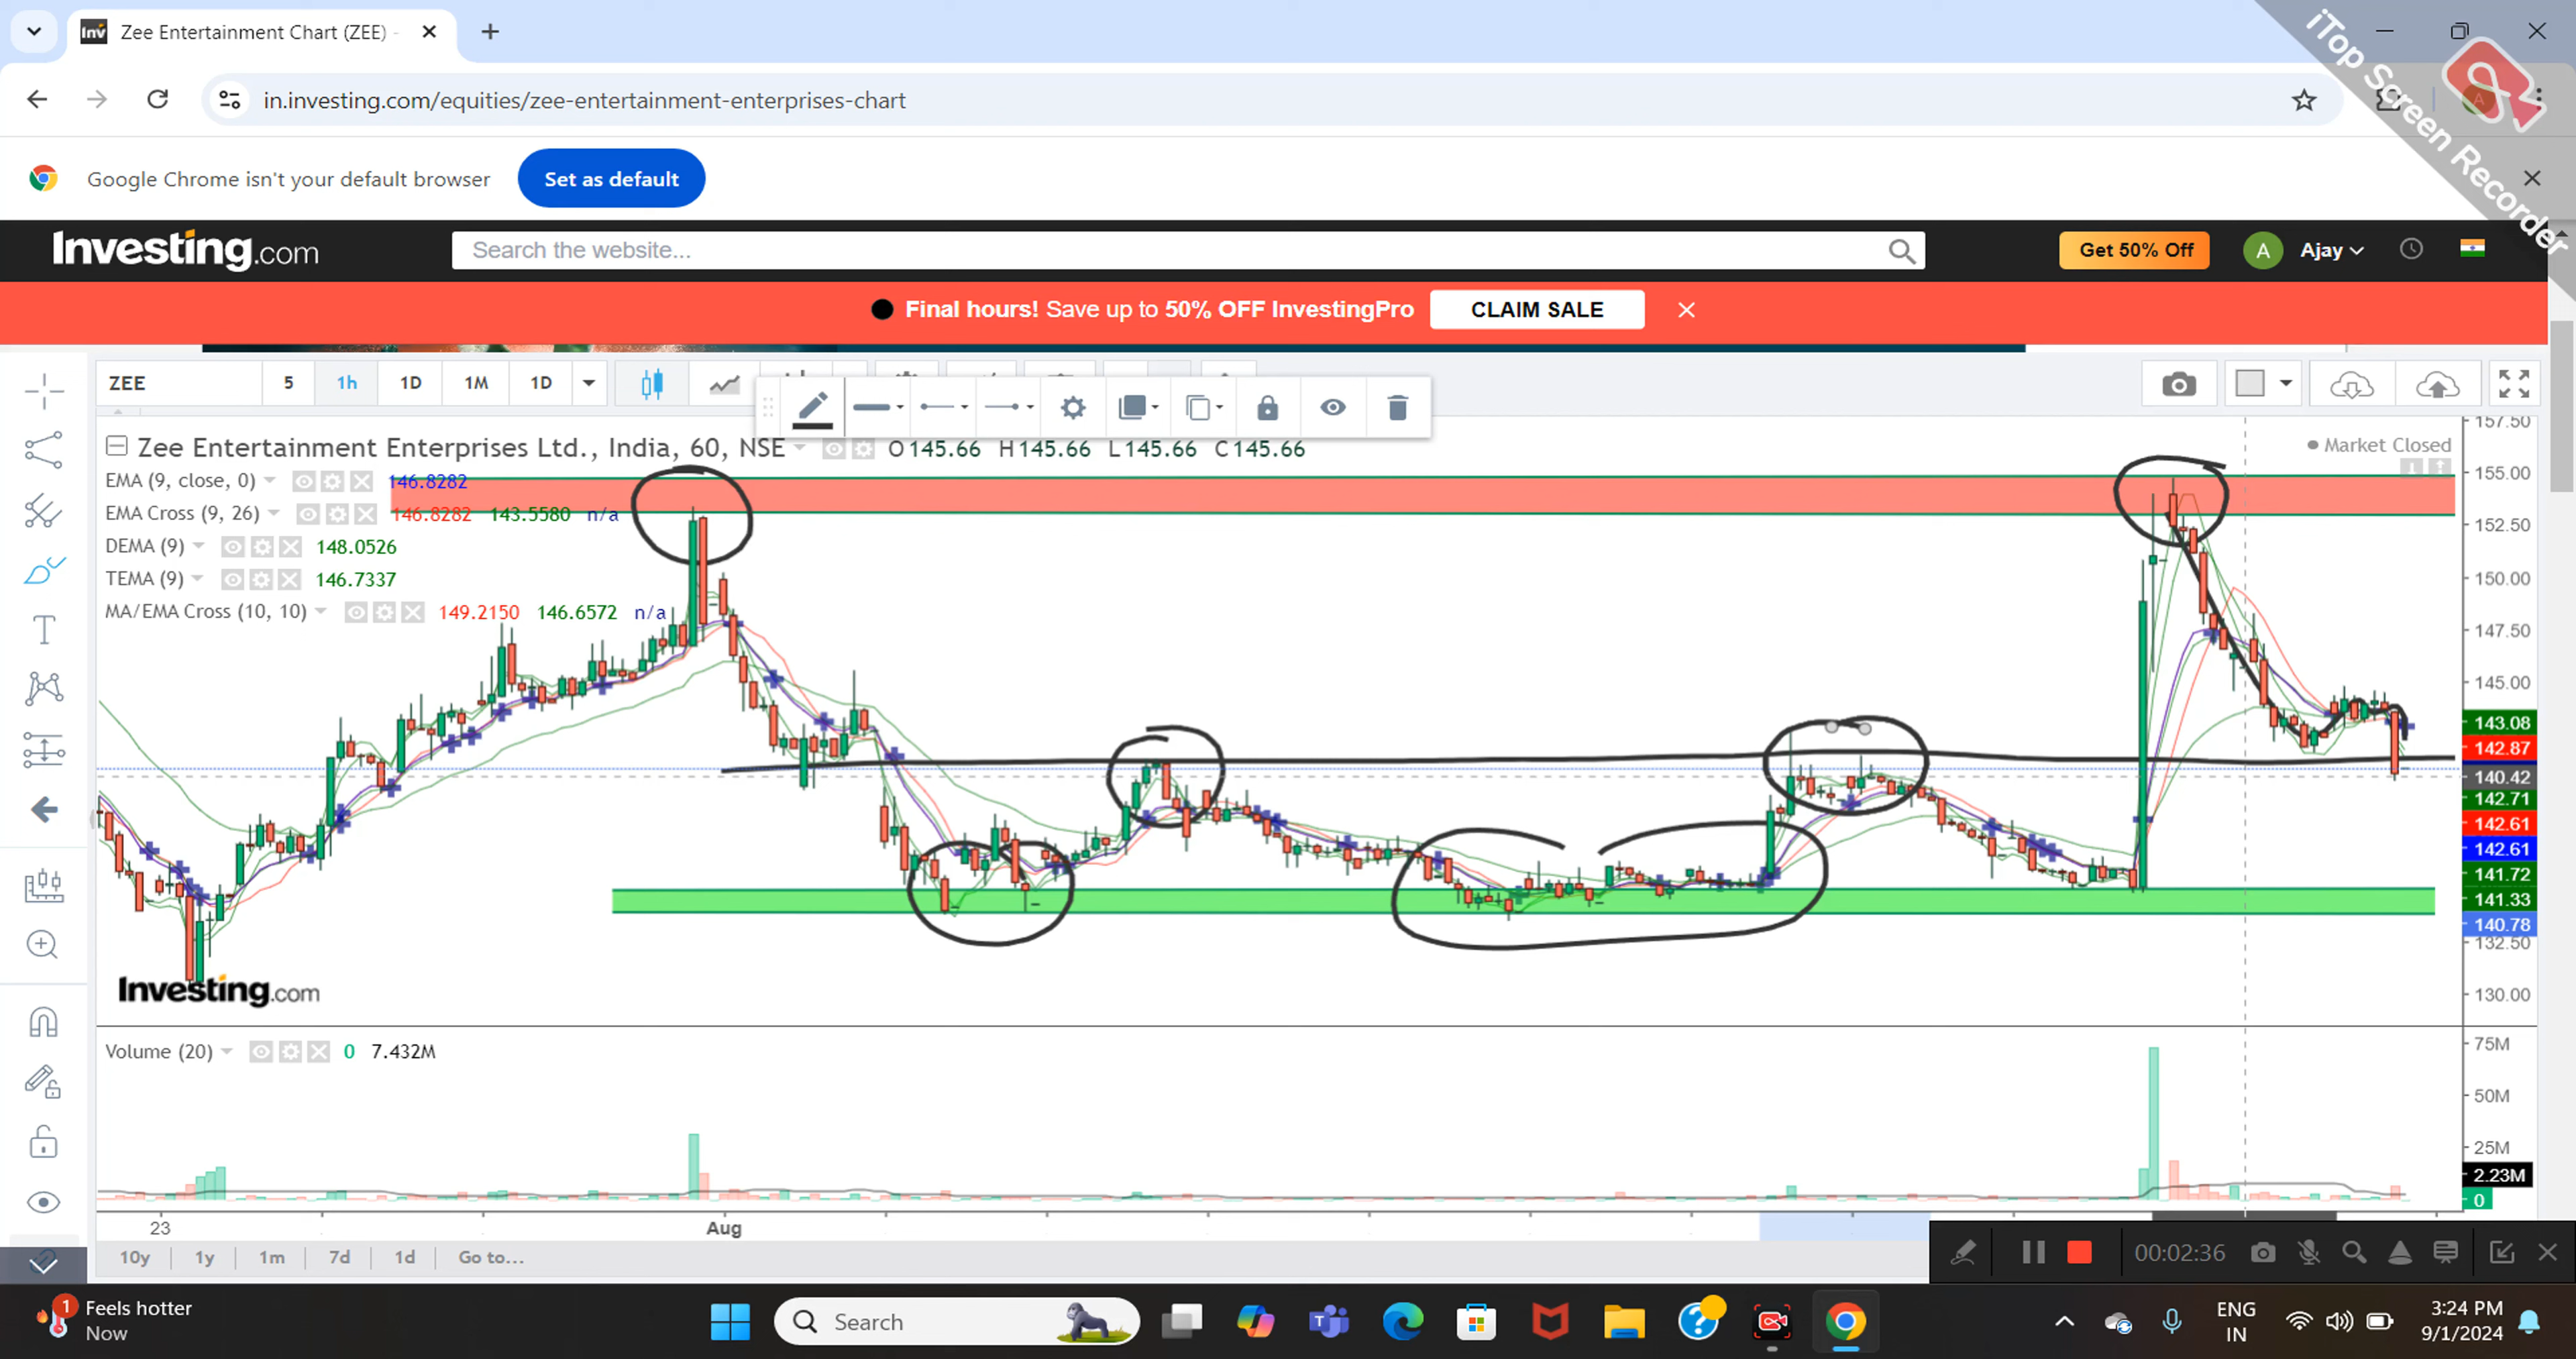 Zee Entertainment Chart (ZEE) -
in.investing.com/equities/zee-entertainment-enterprises-chart
iTop Screen Recorder
Google Chrome isn't your default browser
Set as default
Investing.com
Search the website...
Get 50% Off
A
Ajay
Final hours! Save up to 50% OFF InvestingPro
CLAIM SALE
ZEE 5 1h 1D 1M 1D
Zee Entertainment Enterprises Ltd., India, 60, NSE O145.66 H145.66 L145.66 C145.66
Market Closed
EMA (9, close, 0) 146.8282
EMA Cross (9, 26) 146.8282 143.5580 n/a
DEMA (9) 148.0526
TEMA (9) 146.7337
MA/EMA Cross (10, 10) 149.2150 146.6572 n/a
157.50
155.00
152.50
150.00
147.50
145.00
143.08
142.87
140.42
142.71
142.61
142.61
141.72
141.33
140.78
132.50
130.00
Investing.com
Volume (20) 0 7.432M
75M
50M
25M
2.23M
0
23 Aug
10y 1y 1m 7d 1d Go to...
00:02:36
1
Feels hotter
Now
Search
ENG
IN
3:24 PM
9/1/2024